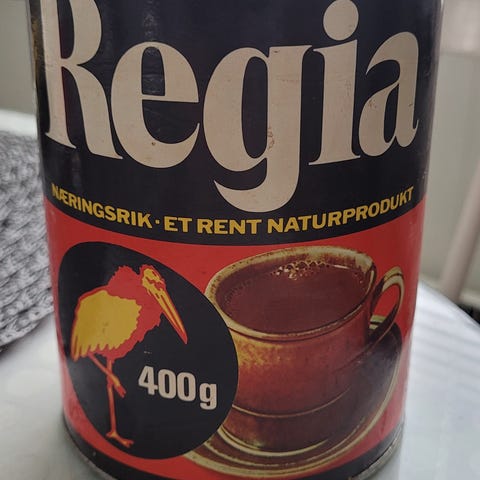 Regia
NÆRINGSRIK · ET RENT NATURPRODUKT
400g